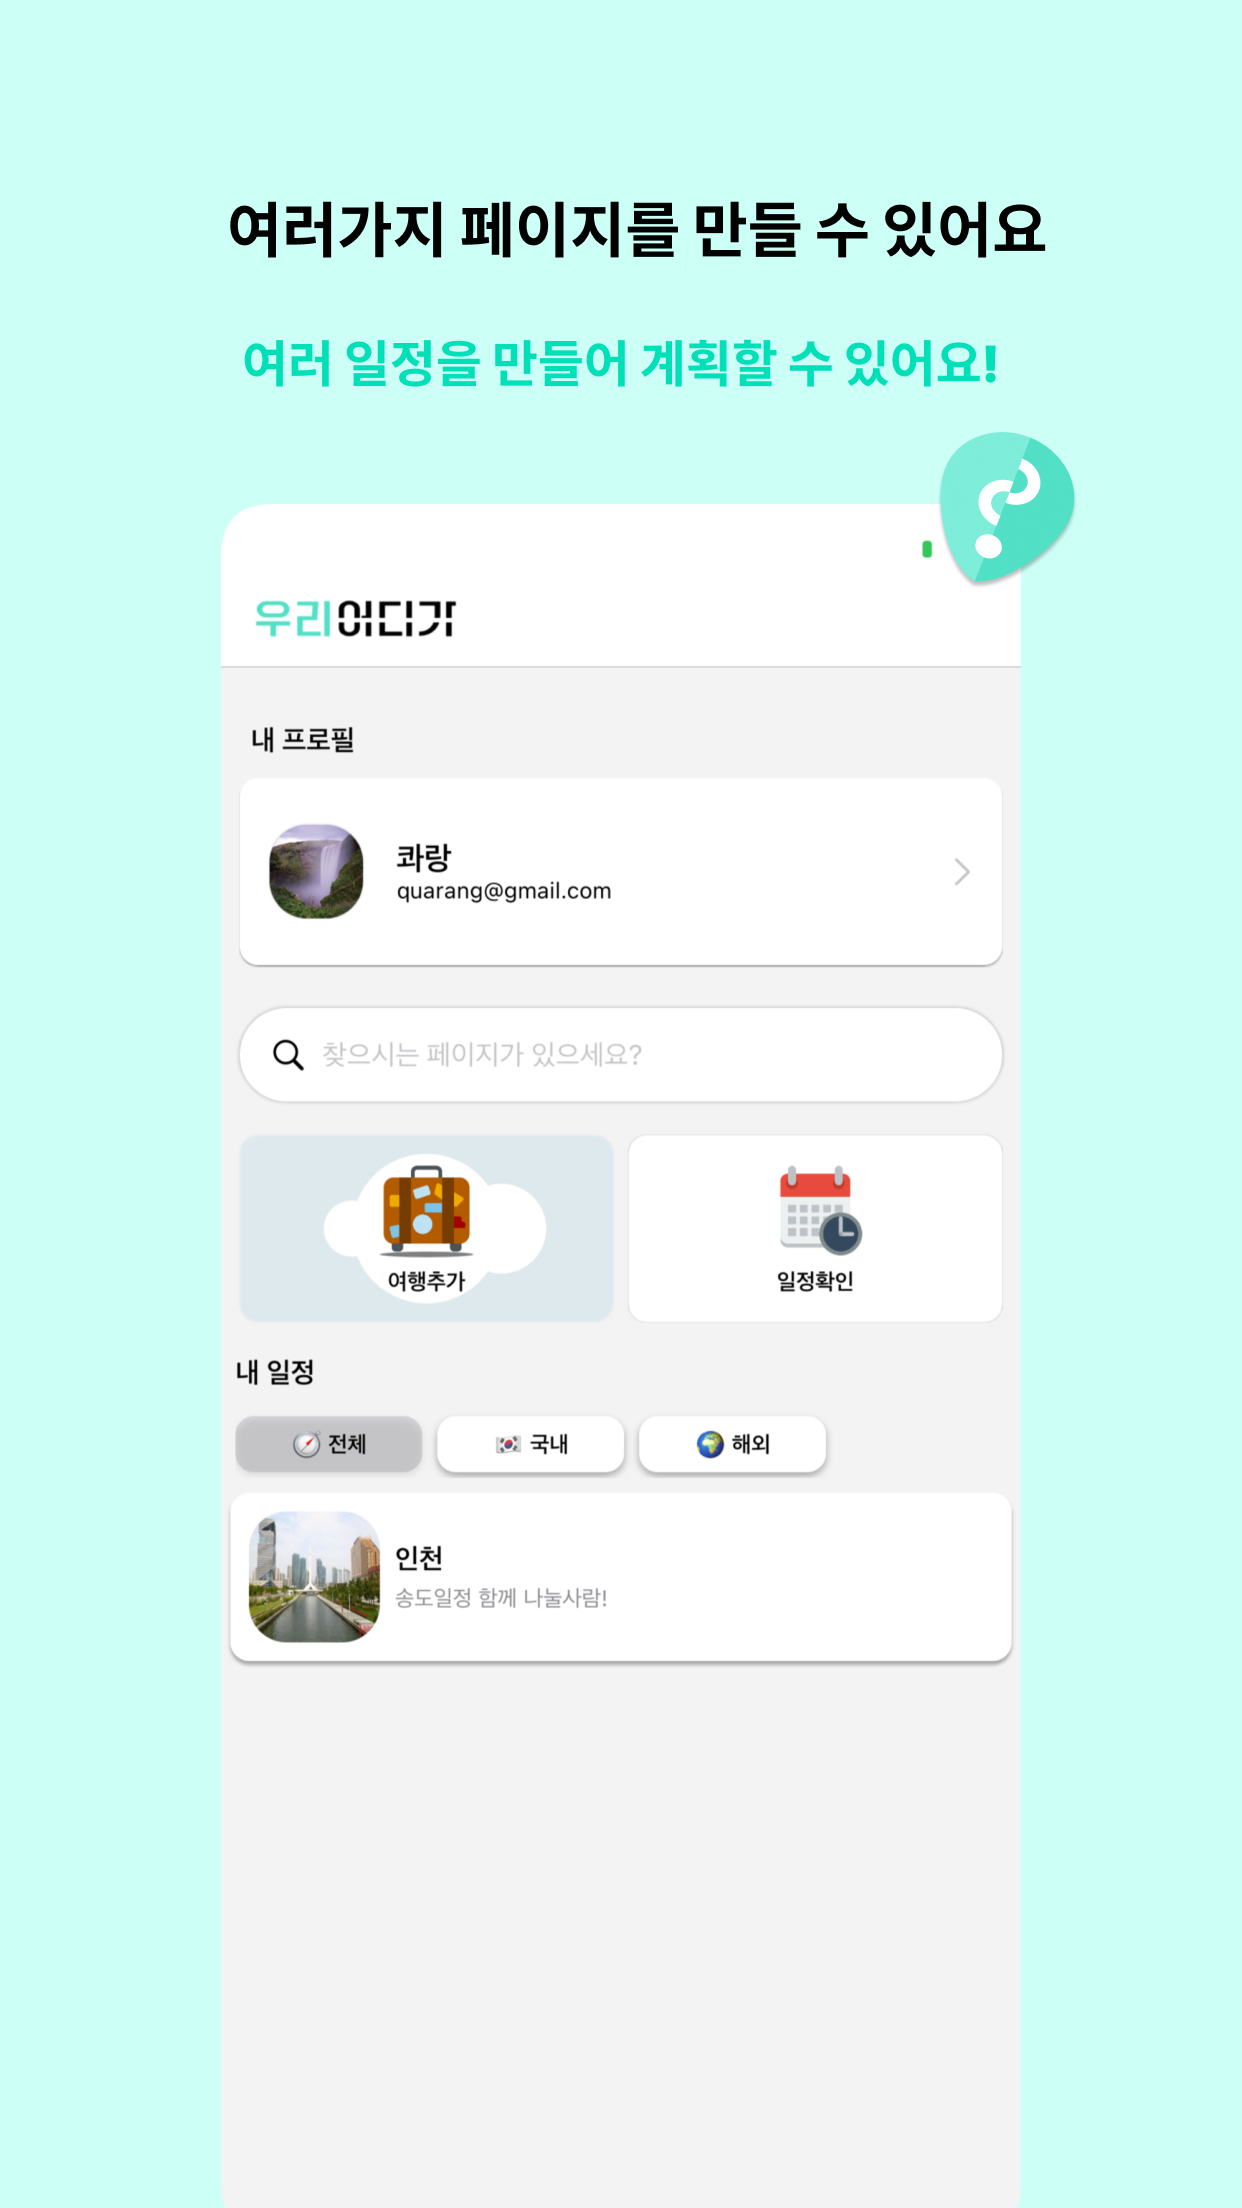 여러가지 페이지를 만들 수 있어요
여러 일정을 만들어 계획할 수 있어요!
우리어디가
내 프로필
콰랑
quarang@gmail.com
찾으시는 페이지가 있으세요?
여행추가
일정확인
내 일정
전체
국내
해외
인천
송도일정 함께 나눌사람!